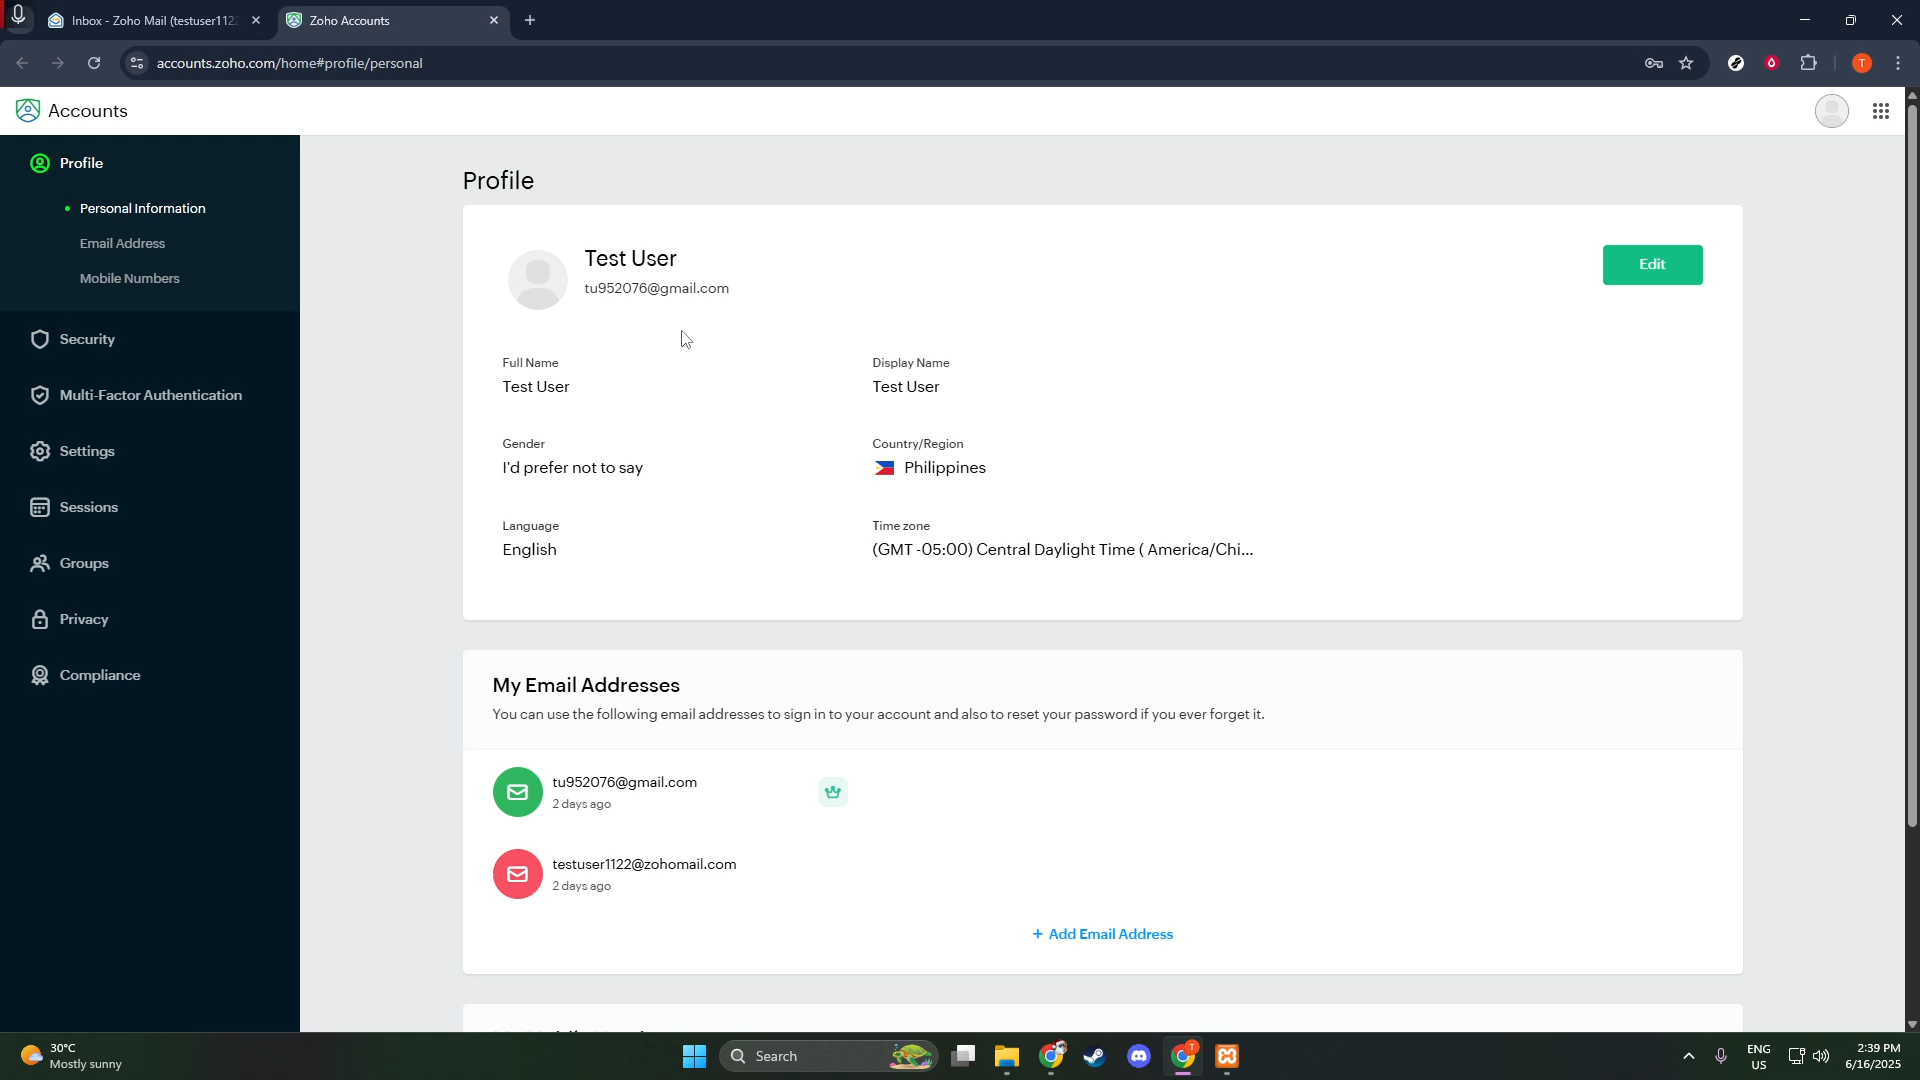 Inbox - Zoho Mail (testuser112
Zoho Accounts
accounts.zoho.com/home#profile/personal
T
Accounts
Profile
Personal Information
Email Address
Mobile Numbers
Security
Multi-Factor Authentication
Settings
Sessions
Groups
Privacy
Compliance
Profile
Test User
tu952076@gmail.com
Edit
Full Name
Test User
Display Name
Test User
Gender
I'd prefer not to say
Country/Region
Philippines
Language
English
Time zone
(GMT -05:00) Central Daylight Time ( America/Chi...
My Email Addresses
You can use the following email addresses to sign in to your account and also to reset your password if you ever forget it.
tu952076@gmail.com
2 days ago
testuser1122@zohomail.com
2 days ago
+ Add Email Address
30°C
Mostly sunny
Search
T
ENG
US
2:39 PM
6/16/2025